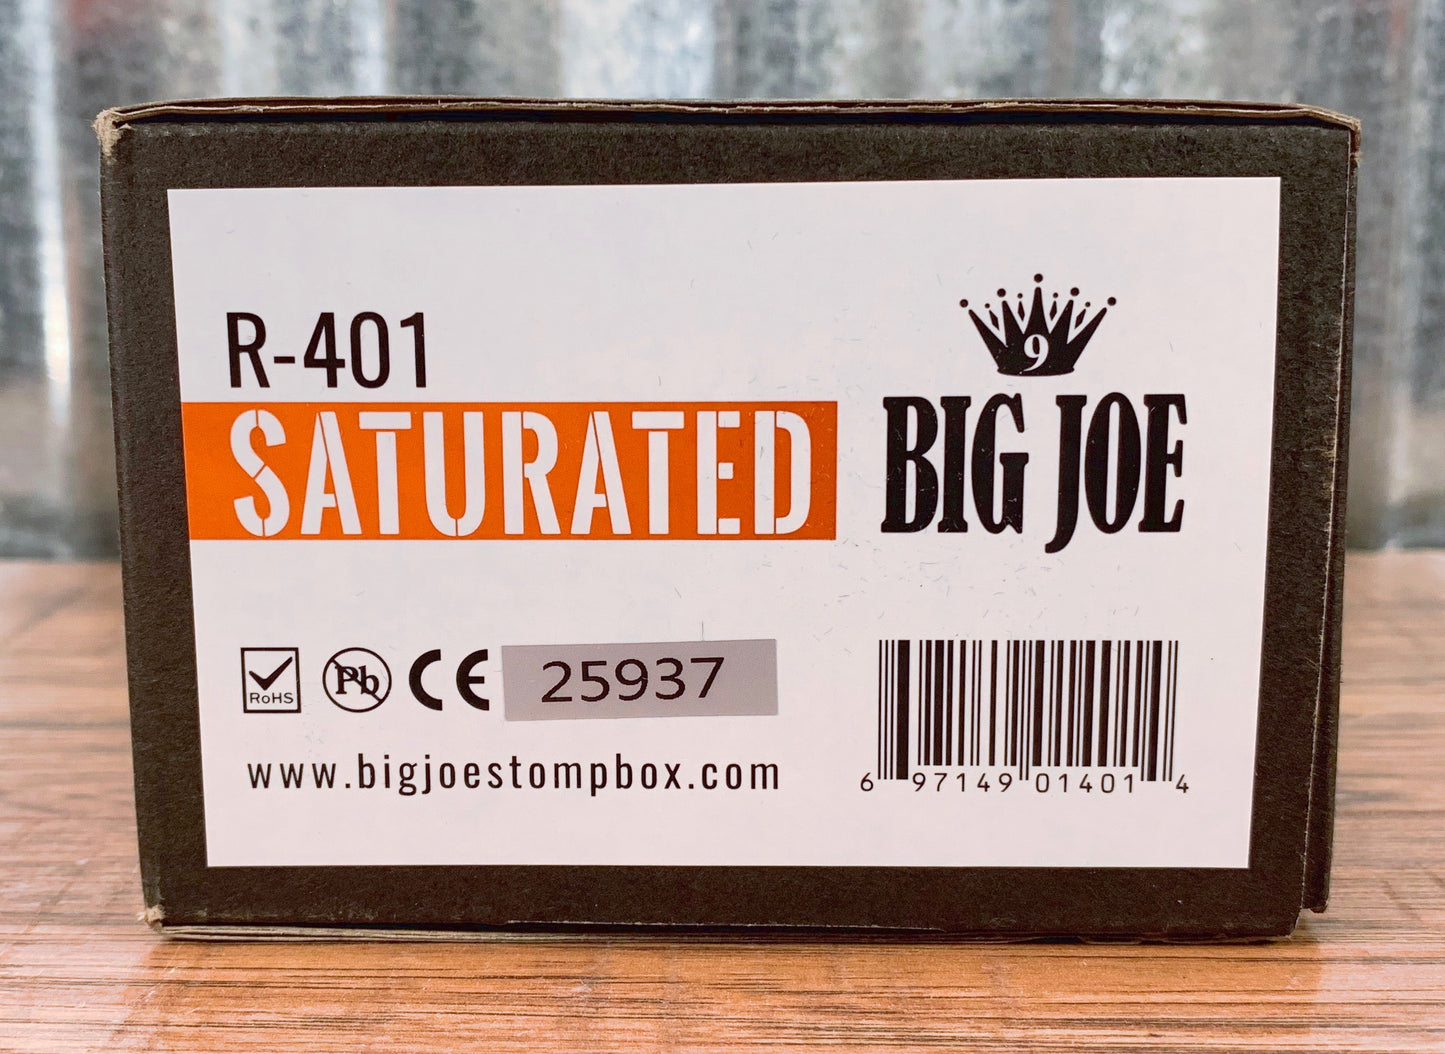 R-401
SATURATED
9
BIG JOE
RoHS
Pb
CE
25937
www.bigjoestompbox.com
6 97149 01401 4